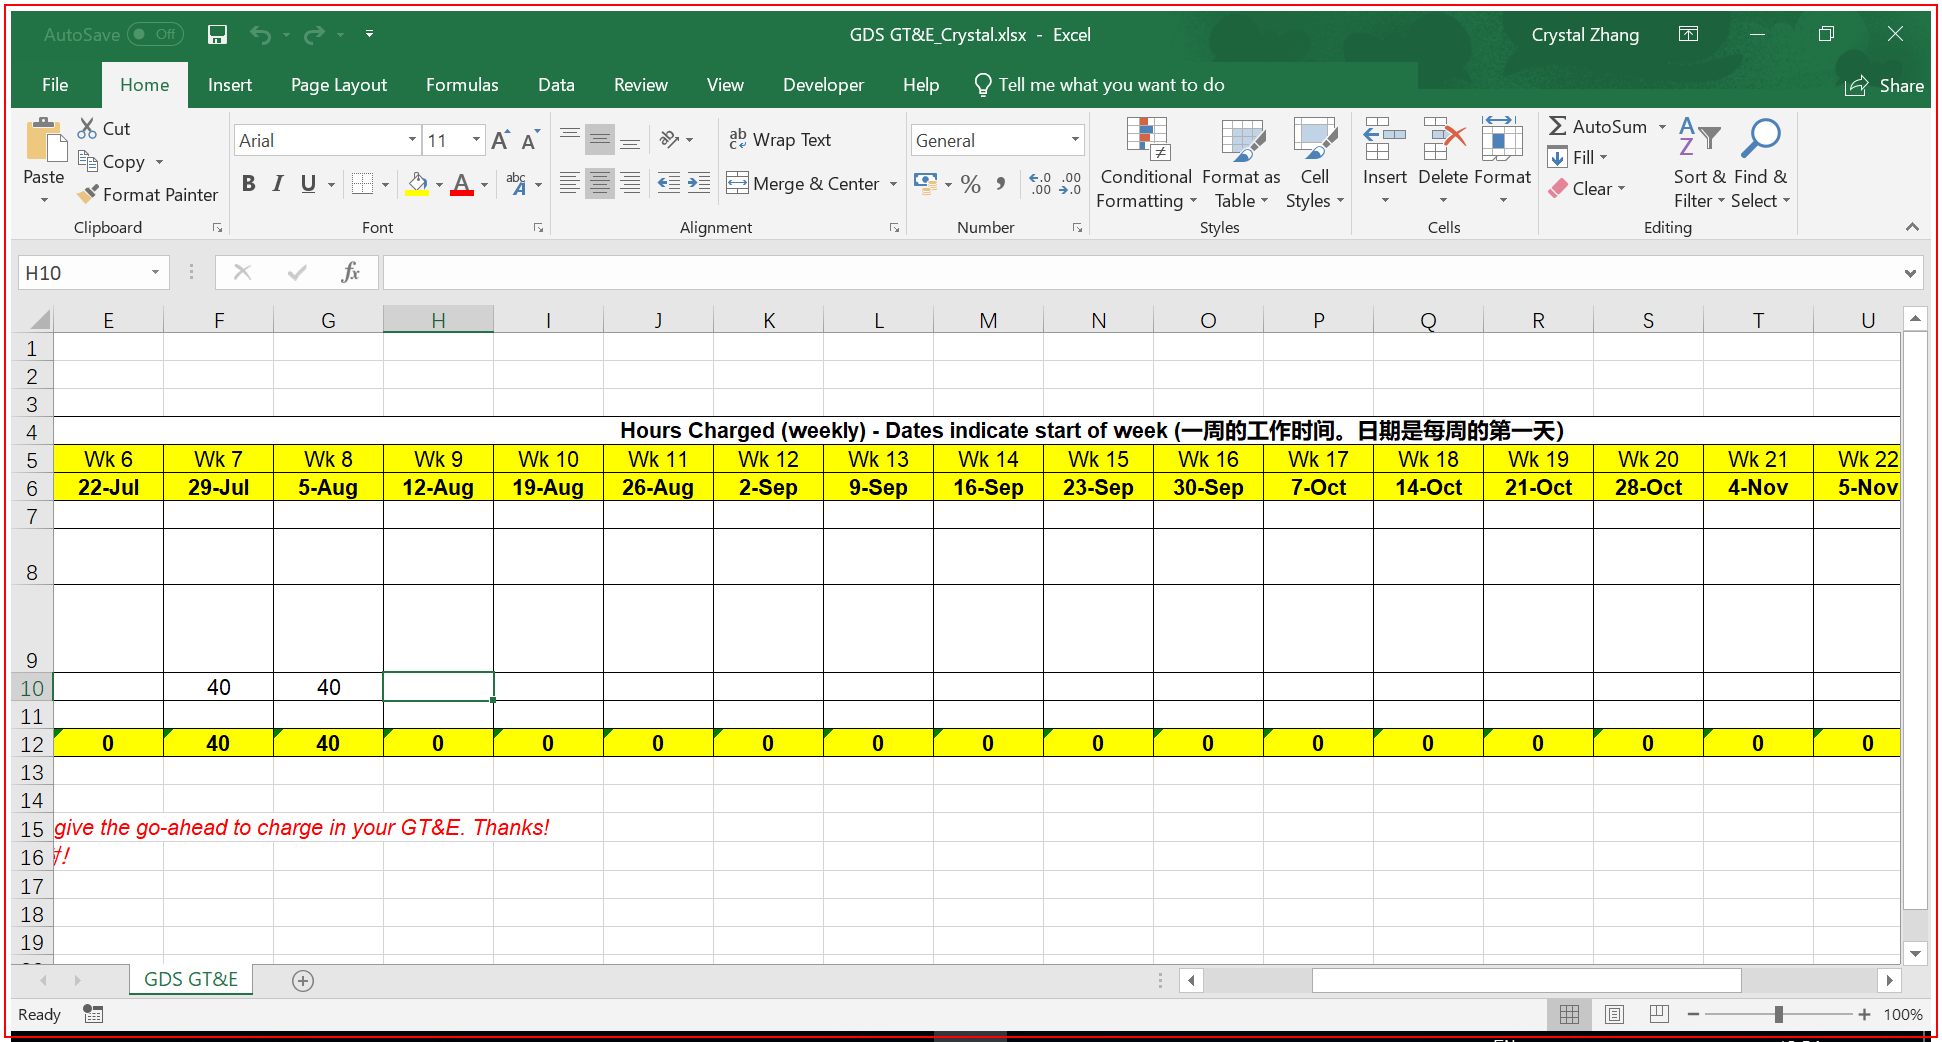 AutoSave Off GDS GT&E_Crystal.xlsx - Excel Crystal Zhang
File Home Insert Page Layout Formulas Data Review View Developer Help Tell me what you want to do Share
Paste Cut Copy Format Painter
Clipboard
Arial 11 A A
B I U A abc
Font
ab c Wrap Text
Merge & Center
Alignment
General
% , .0 .00 .00 .0
Number
Conditional Formatting Format as Table Cell Styles
Styles
Insert Delete Format
Cells
AutoSum Fill Clear Sort & Filter Find & Select
Editing
H10 fx
E F G H I J K L M N O P Q R S T U
1
2
3
4 Hours Charged (weekly) - Dates indicate start of week (一周的工作时间。日期是每周的第一天)
5 Wk 6 Wk 7 Wk 8 Wk 9 Wk 10 Wk 11 Wk 12 Wk 13 Wk 14 Wk 15 Wk 16 Wk 17 Wk 18 Wk 19 Wk 20 Wk 21 Wk 22
6 22-Jul 29-Jul 5-Aug 12-Aug 19-Aug 26-Aug 2-Sep 9-Sep 16-Sep 23-Sep 30-Sep 7-Oct 14-Oct 21-Oct 28-Oct 4-Nov 5-Nov
7
8
9
10 40 40
11
12 0 40 40 0 0 0 0 0 0 0 0 0 0 0 0 0 0
13
14
15 give the go-ahead to charge in your GT&E. Thanks!
16 !
17
18
19
GDS GT&E
Ready 100%